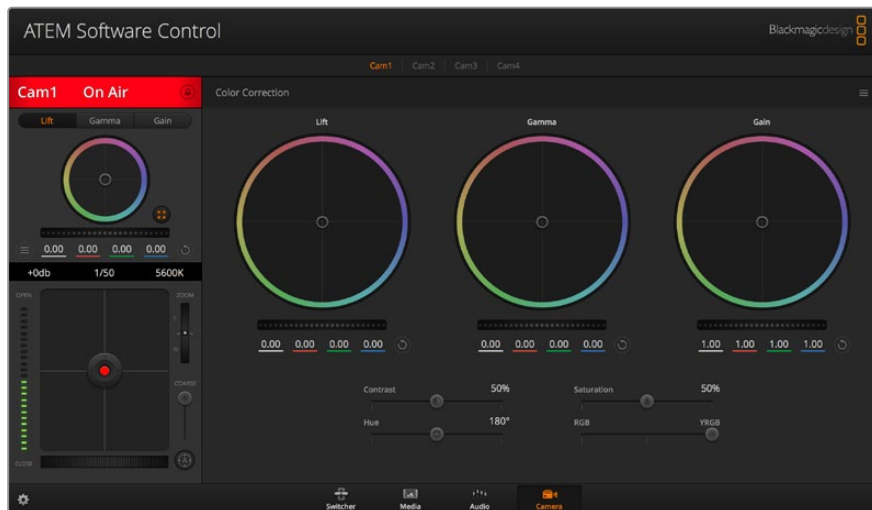 ATEM Software Control
Blackmagicdesign
Cam1 Cam2 Cam3 Cam4
Cam1 On Air
Color Correction
Lift Gamma Gain
Lift Gamma Gain
0.00 0.00 0.00 0.00
+0db 1/50 5600K
OPEN
ZOOM
T
W
COARSE
CLOSE
0.00 0.00 0.00 0.00
0.00 0.00 0.00 0.00
1.00 1.00 1.00 1.00
Contrast 50%
Saturation 50%
Hue 180°
RGB YRGB
Switcher Media Audio Camera